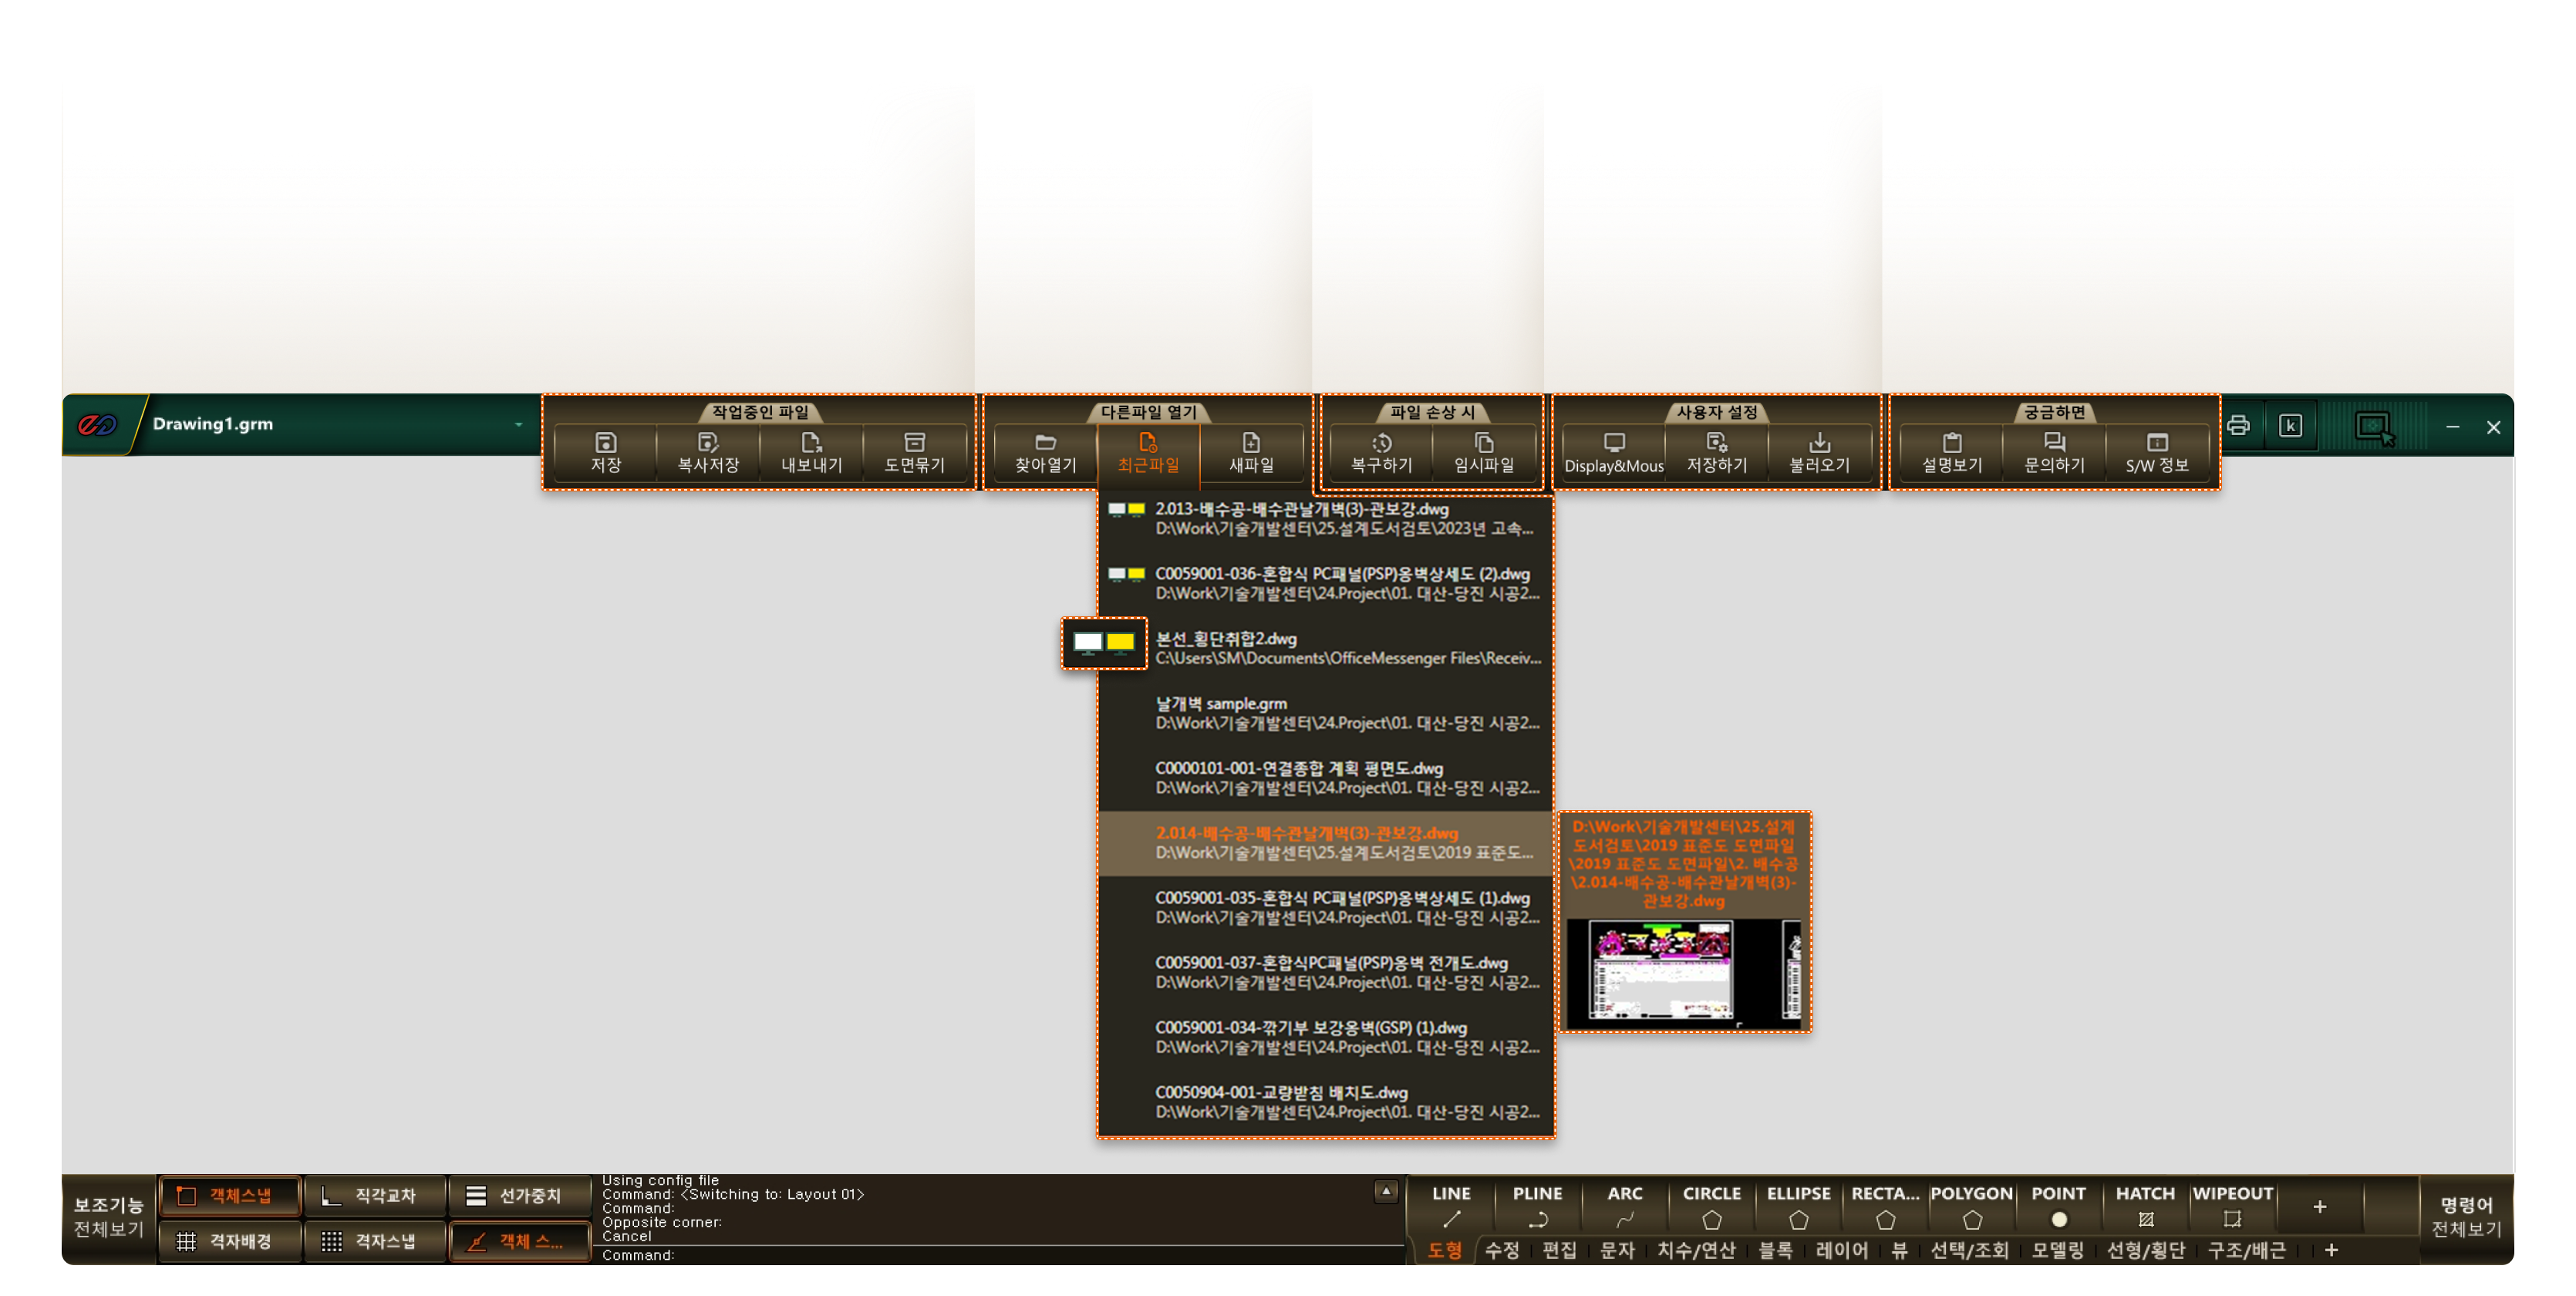 Drawing1.grm
작업중인 파일
저장
복사저장
내보내기
도면묶기
다른파일 열기
찾아열기
최근파일
새파일
파일 손상 시
복구하기
임시파일
사용자 설정
Display&Mous
저장하기
불러오기
궁금하면
설명보기
문의하기
S/W 정보
k
2.013-배수공-배수관날개벽(3)-관보강.dwg
D:\Work\기술개발센터\25.설계도서검토\2023년 고속...
C0059001-036-혼합식 PC패널(PSP)옹벽상세도 (2).dwg
D:\Work\기술개발센터\24.Project\01. 대산-당진 시공2...
본선_횡단취합2.dwg
C:\Users\SM\Documents\OfficeMessenger Files\Receiv...
날개벽 sample.grm
D:\Work\기술개발센터\24.Project\01. 대산-당진 시공2...
C0000101-001-연결종합 계획 평면도.dwg
D:\Work\기술개발센터\24.Project\01. 대산-당진 시공2...
2.014-배수공-배수관날개벽(3)-관보강.dwg
D:\Work\기술개발센터\25.설계도서검토\2019 표준도...
C0059001-035-혼합식 PC패널(PSP)옹벽상세도 (1).dwg
D:\Work\기술개발센터\24.Project\01. 대산-당진 시공2...
C0059001-037-혼합식PC패널(PSP)옹벽 전개도.dwg
D:\Work\기술개발센터\24.Project\01. 대산-당진 시공2...
C0059001-034-깎기부 보강옹벽(GSP) (1).dwg
D:\Work\기술개발센터\24.Project\01. 대산-당진 시공2...
C0050904-001-교량받침 배치도.dwg
D:\Work\기술개발센터\24.Project\01. 대산-당진 시공2...
D:\Work\기술개발센터\25.설계
도서검토\2019 표준도 도면파일
\2019 표준도 도면파일\2. 배수공
\2.014-배수공-배수관날개벽(3)-
관보강.dwg
보조기능
전체보기
객체스냅
직각교차
선가중치
격자배경
격자스냅
객체 스...
Using config file
Command: <Switching to: Layout 01>
Command:
Opposite corner:
Cancel
Command:
LINE
PLINE
ARC
CIRCLE
ELLIPSE
RECTA...
POLYGON
POINT
HATCH
WIPEOUT
+
도형
수정
편집
문자
치수/연산
블록
레이어
뷰
선택/조회
모델링
선형/횡단
구조/배근
+
명령어
전체보기